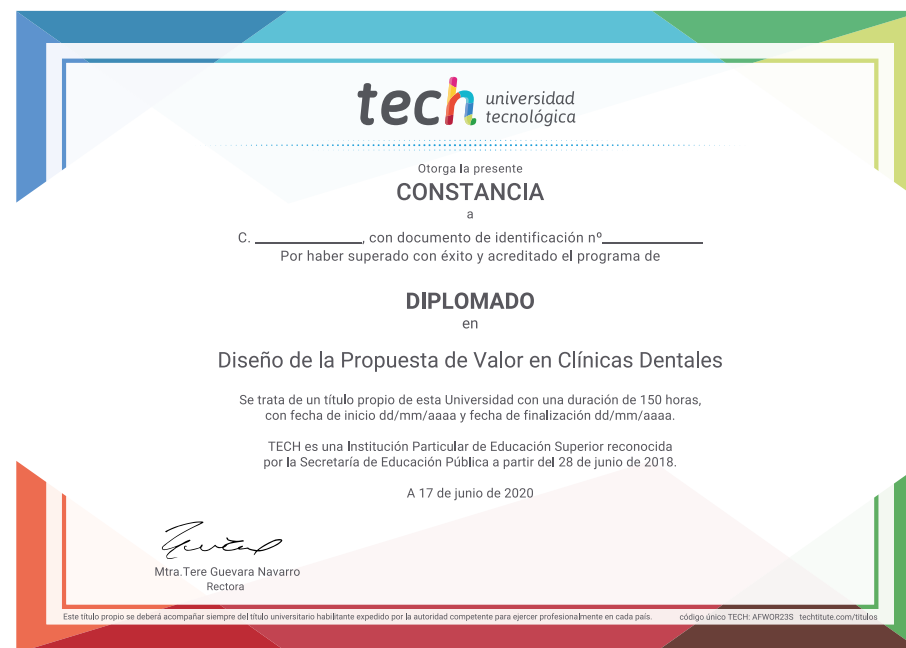 tech universidad
tecnológica
Otorga la presente
CONSTANCIA
a
C. ______________, con documento de identificación nº_____________
Por haber superado con éxito y acreditado el programa de
DIPLOMADO
en
Diseño de la Propuesta de Valor en Clínicas Dentales
Se trata de un título propio de esta Universidad con una duración de 150 horas,
con fecha de inicio dd/mm/aaaa y fecha de finalización dd/mm/aaaa.
TECH es una Institución Particular de Educación Superior reconocida
por la Secretaría de Educación Pública a partir del 28 de junio de 2018.
A 17 de junio de 2020
Mtra.Tere Guevara Navarro
Rectora
Este título propio se deberá acompañar siempre del título universitario habilitante expedido por la autoridad competente para ejercer profesionalmente en cada país. código único TECH: AFWOR23S techtitute.com/titulos